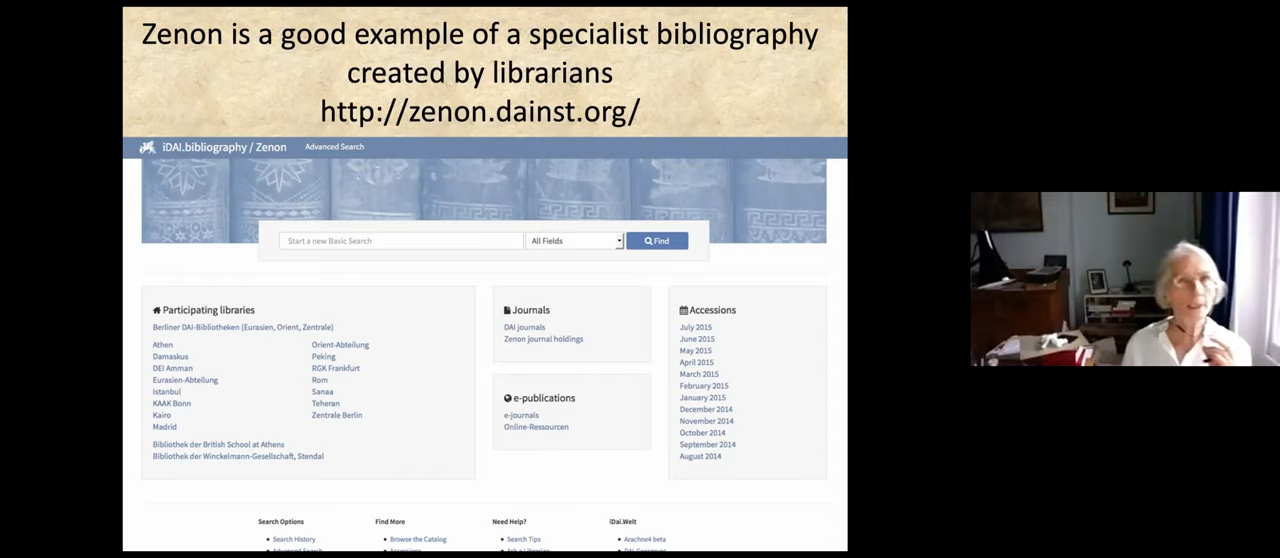 Zenon is a good example of a specialist bibliography
created by librarians
http://zenon.dainst.org/
iDAI.bibliography / Zenon
Advanced Search
Start a new Basic Search
All Fields
Find
Participating libraries
Berliner DAI-Bibliotheken (Eurasien, Orient, Zentrale)
Athen
Damaskus
DEI Amman
Eurasien-Abteilung
Istanbul
KAAK Bonn
Kairo
Madrid
Orient-Abteilung
Peking
RGK Frankfurt
Rom
Sanaa
Teheran
Zentrale Berlin
Bibliothek der British School at Athens
Bibliothek der Winckelmann-Gesellschaft, Stendal
Journals
DAI journals
Zenon journal holdings
e-publications
e-journals
Online-Ressourcen
Accessions
July 2015
June 2015
May 2015
April 2015
March 2015
February 2015
January 2015
December 2014
November 2014
October 2014
September 2014
August 2014
Search Options
Search History
Find More
Browse the Catalog
Need Help?
Search Tips
iDai.Welt
Arachne4 beta